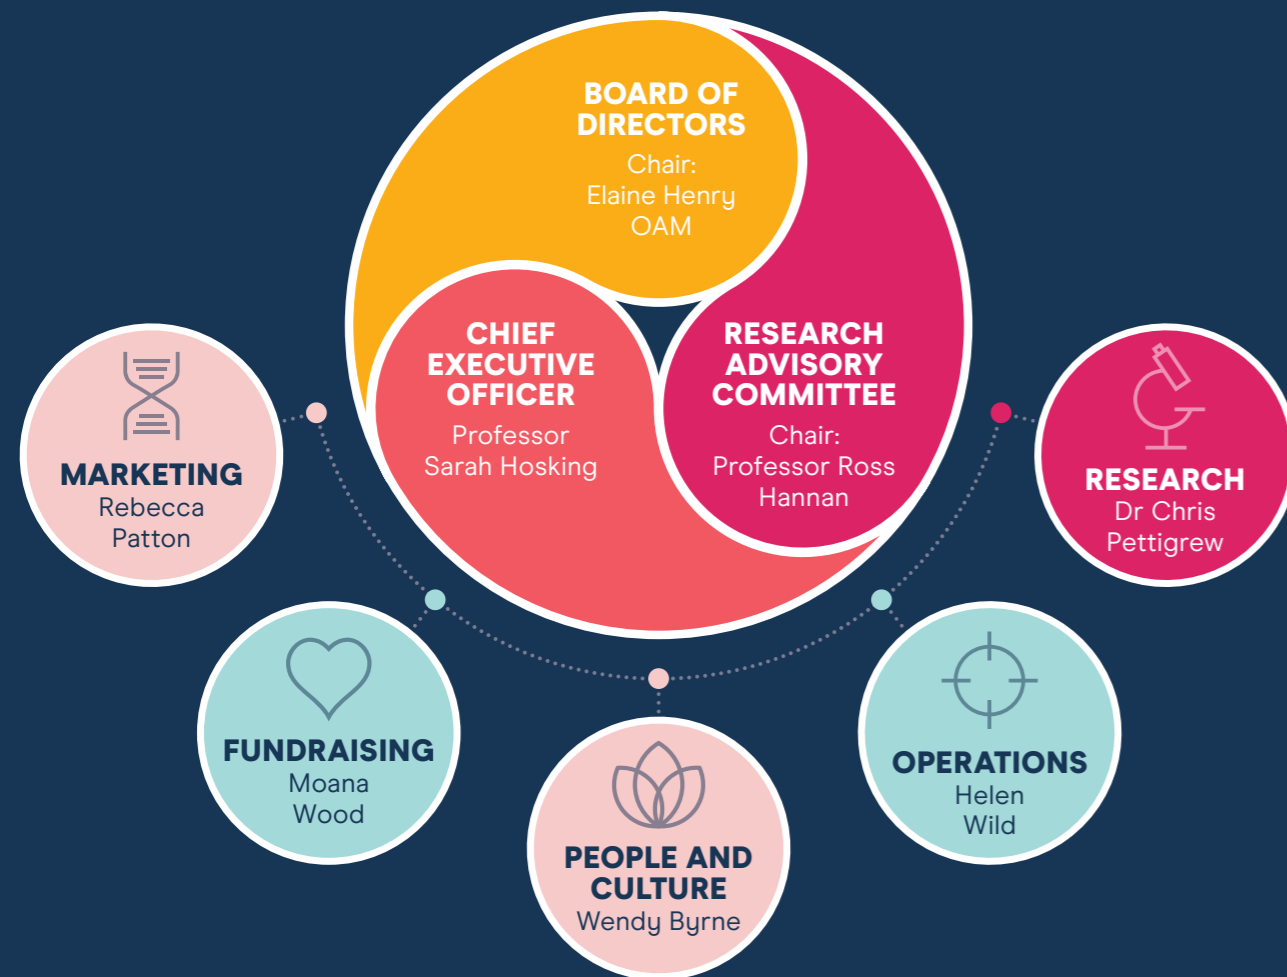 BOARD OF
DIRECTORS
Chair:
Elaine Henry
OAM
CHIEF
EXECUTIVE
OFFICER
Professor
Sarah Hosking
RESEARCH
ADVISORY
COMMITTEE
Chair:
Professor Ross
Hannan
MARKETING
Rebecca
Patton
FUNDRAISING
Moana
Wood
PEOPLE AND
CULTURE
Wendy Byrne
OPERATIONS
Helen
Wild
RESEARCH
Dr Chris
Pettigrew